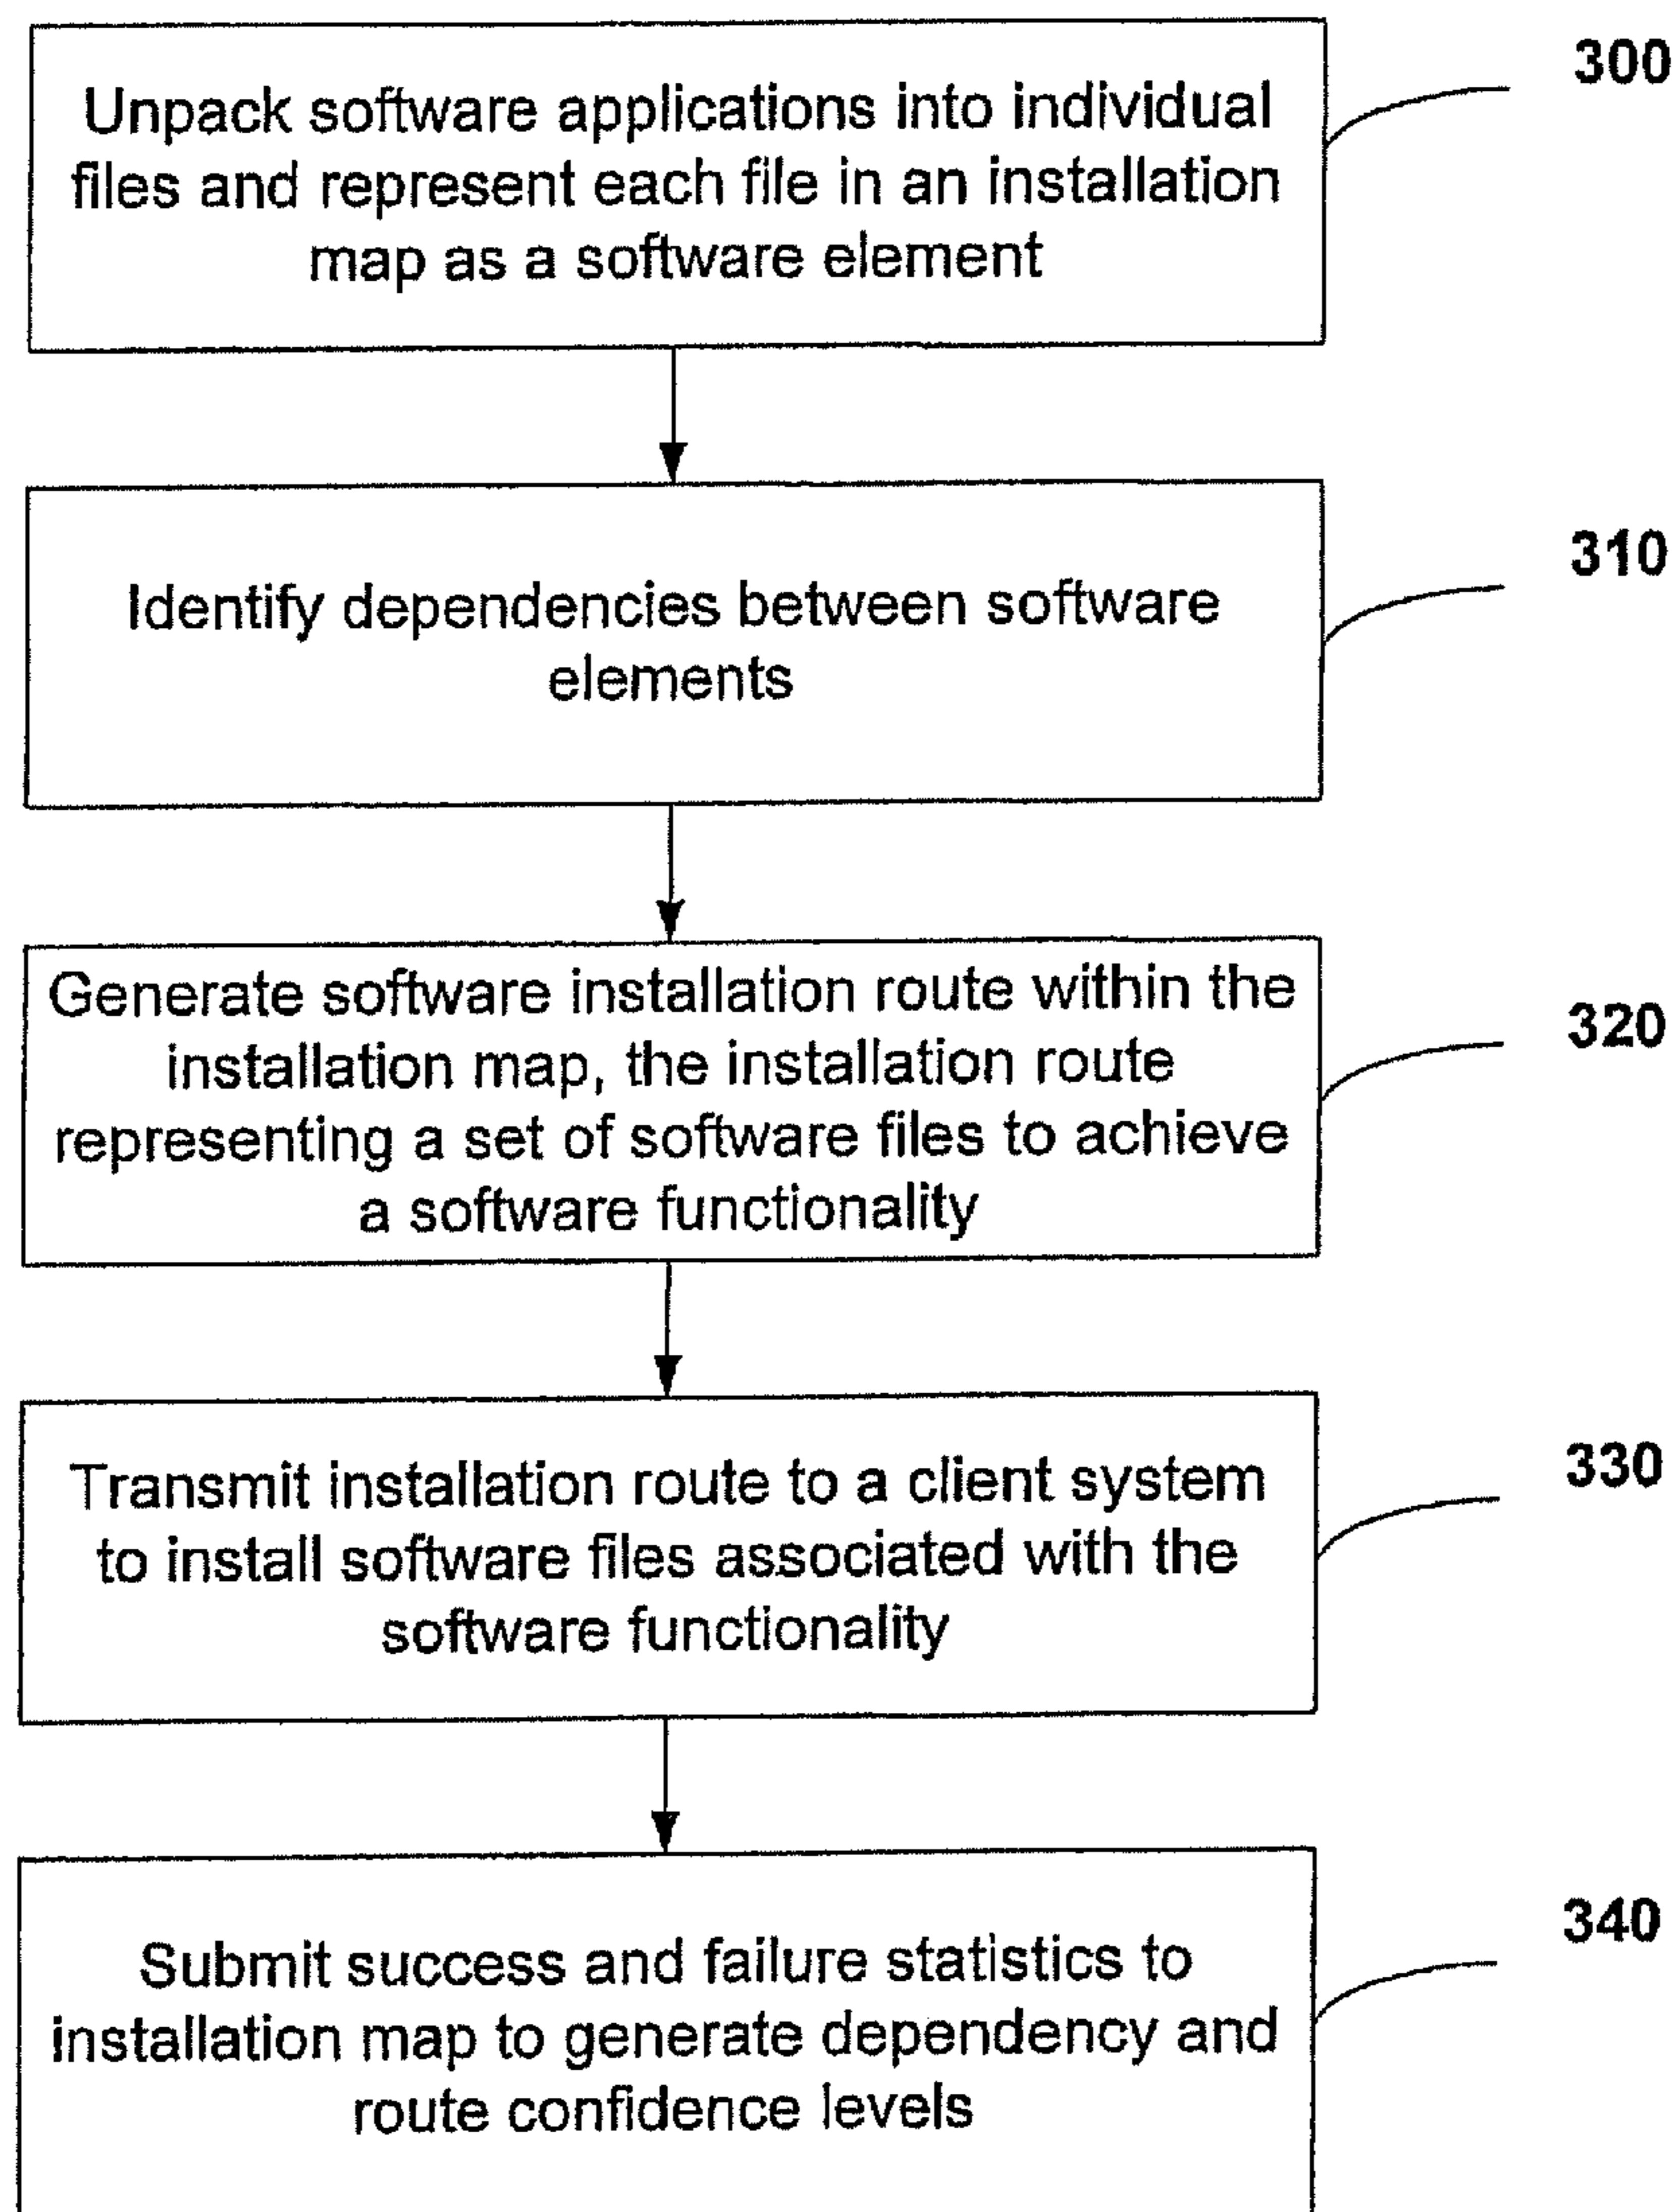 300
Unpack software applications into individual
files and represent each file in an installation
map as a software element
310
Identify dependencies between software
elements
320
Generate software installation route within the
installation map, the installation route
representing a set of software files to achieve
a software functionality
330
Transmit installation route to a client system
to install software files associated with the
software functionality
340
Submit success and failure statistics to
installation map to generate dependency and
route confidence levels